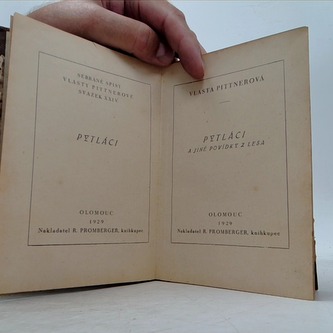 SEBRANÉ SPISY
VLASTY PITTNEROVÉ
SVAZEK XXIV.
PYTLÁCI
OLOMOUC
1929
Nakladatel R. PROMBERGER, knihkupec
VLASTA PITTNEROVÁ
PYTLÁCI
A JINÉ POVÍDKY Z LESA
OLOMOUC
1929
Nakladatel R. PROMBERGER, knihkupec